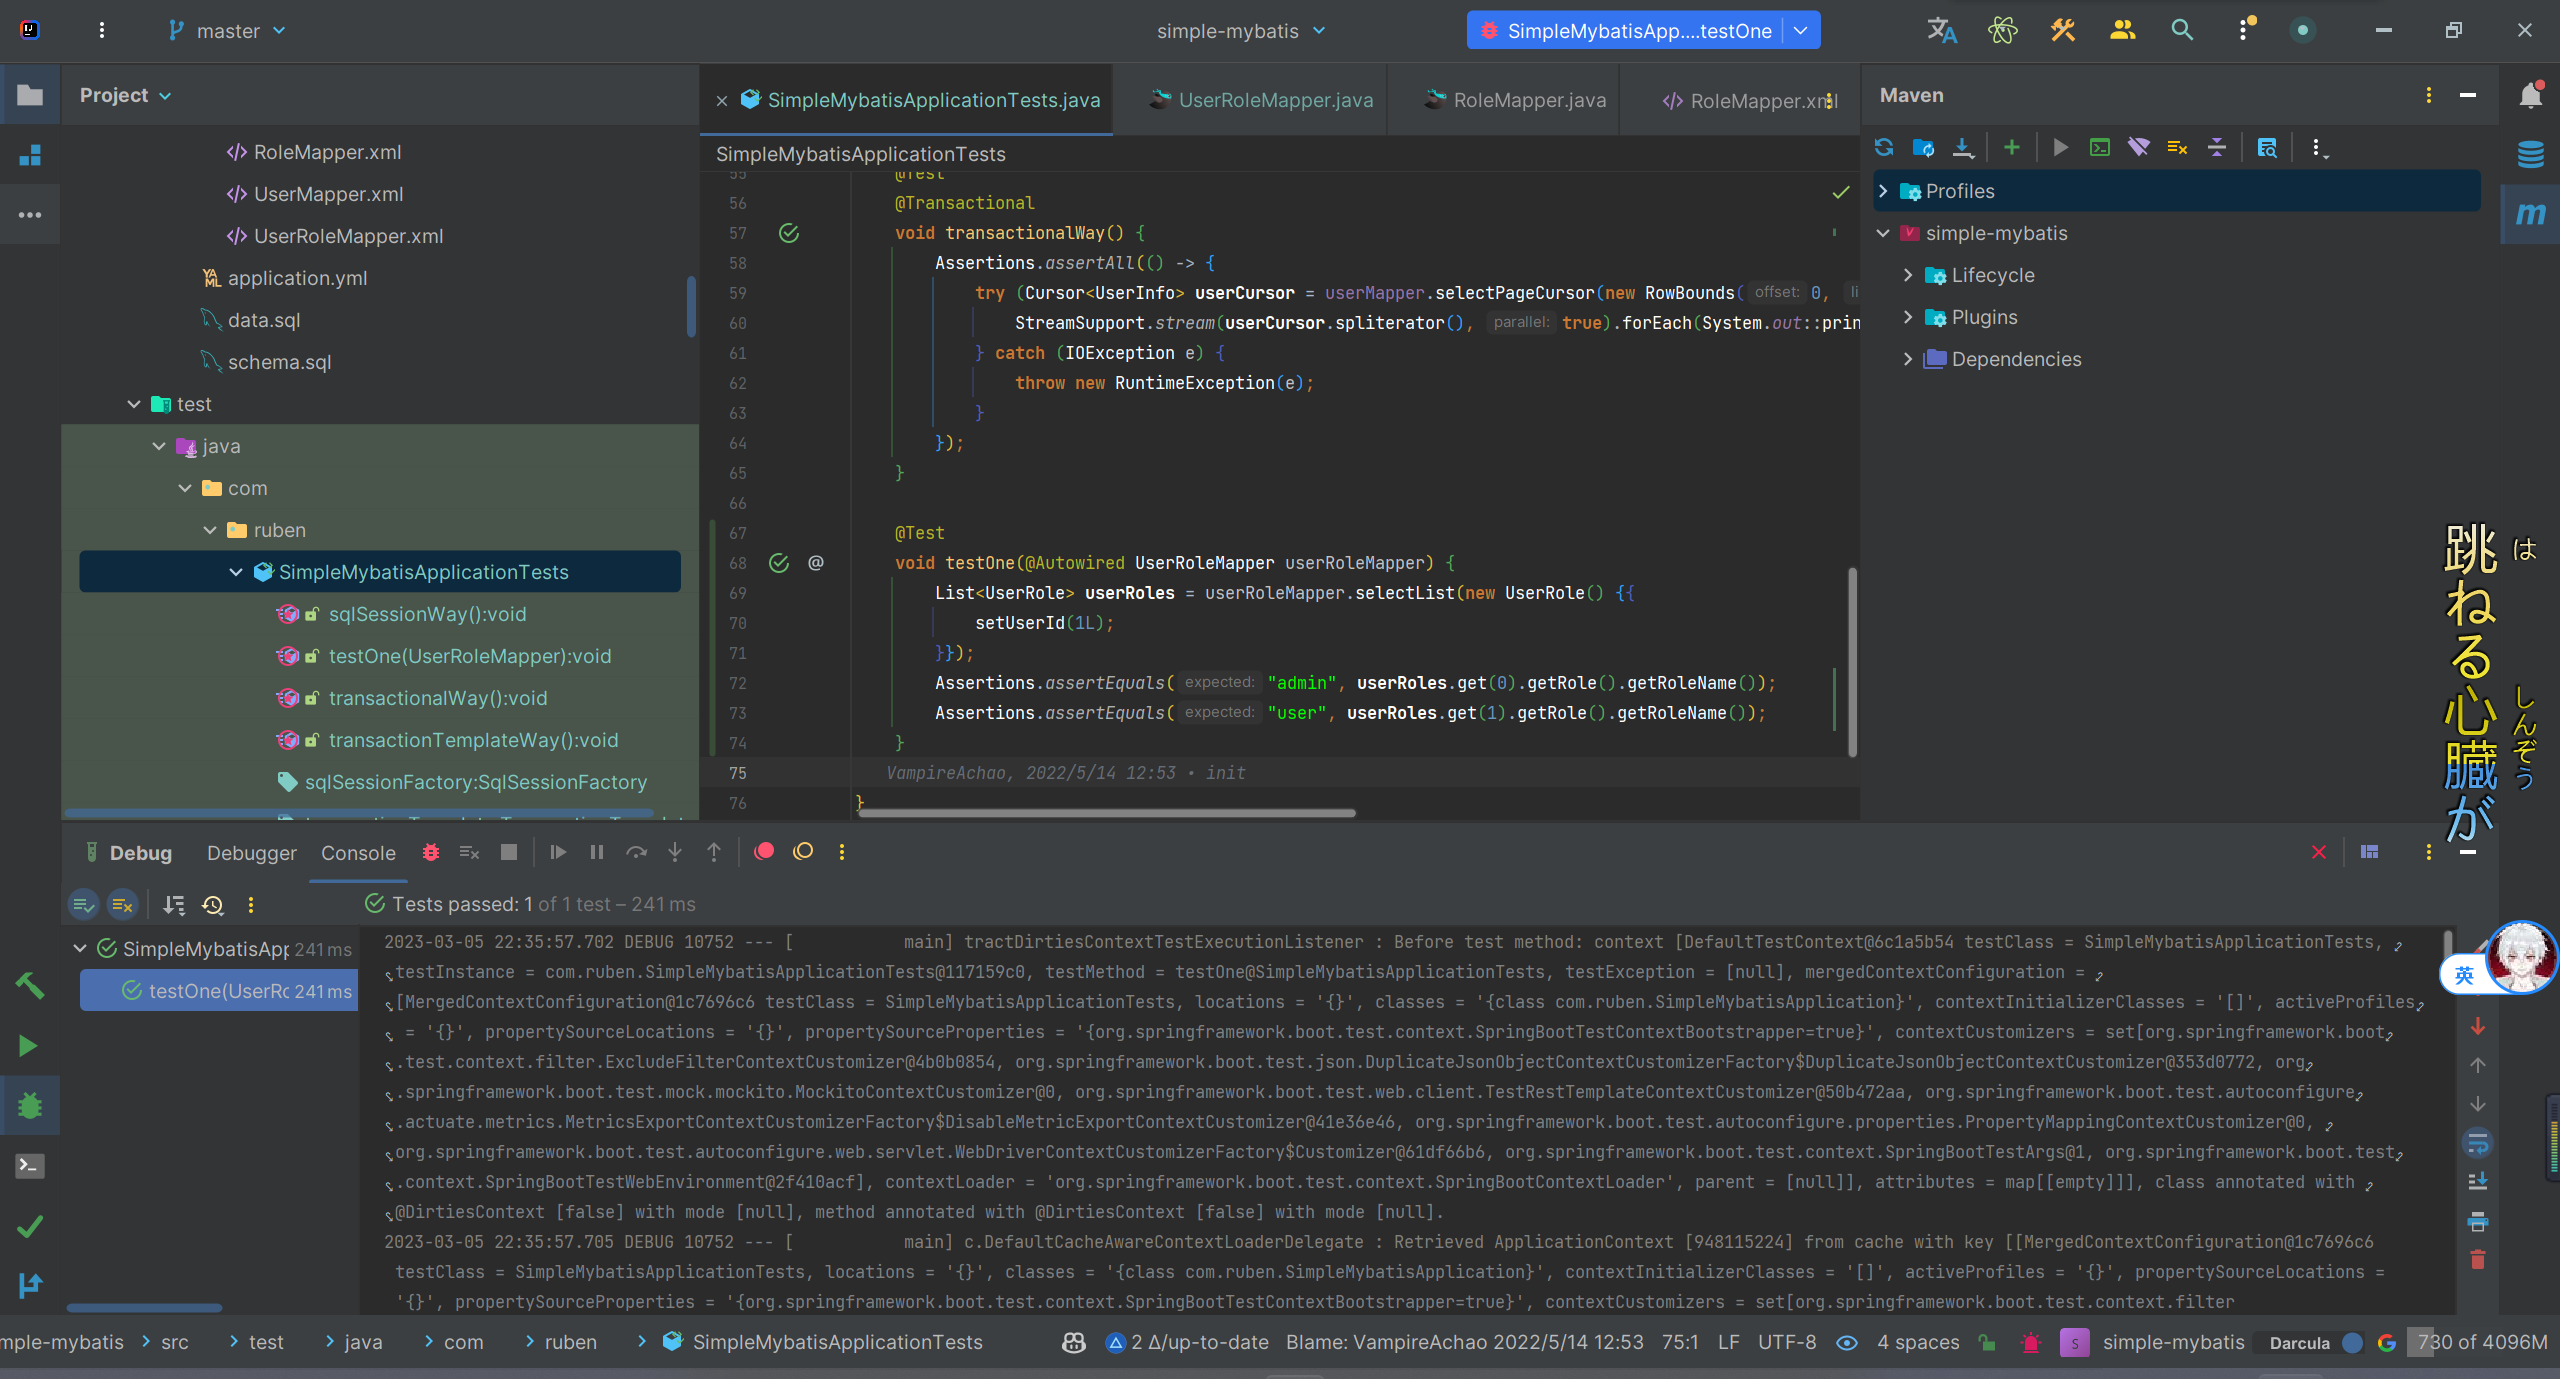 master
simple-mybatis
SimpleMybatisApp....testOne
Project
RoleMapper.xml
UserMapper.xml
UserRoleMapper.xml
application.yml
data.sql
schema.sql
test
java
com
ruben
SimpleMybatisApplicationTests
sqlSessionWay():void
testOne(UserRoleMapper):void
transactionalWay():void
transactionTemplateWay():void
sqlSessionFactory:SqlSessionFactory
SimpleMybatisApplicationTests.java
UserRoleMapper.java
RoleMapper.java
RoleMapper.xml
SimpleMybatisApplicationTests
55 @Test
56 @Transactional
57 void transactionalWay() {
58 Assertions.assertAll(() -> {
59 try (Cursor<UserInfo> userCursor = userMapper.selectPageCursor(new RowBounds( offset: 0, li
60 StreamSupport.stream(userCursor.spliterator(), parallel: true).forEach(System.out::prin
61 } catch (IOException e) {
62 throw new RuntimeException(e);
63 }
64 });
65 }
66
67 @Test
68 @ void testOne(@Autowired UserRoleMapper userRoleMapper) {
69 List<UserRole> userRoles = userRoleMapper.selectList(new UserRole() {{
70 setUserId(1L);
71 }});
72 Assertions.assertEquals( expected: "admin", userRoles.get(0).getRole().getRoleName());
73 Assertions.assertEquals( expected: "user", userRoles.get(1).getRole().getRoleName());
74 }
75 VampireAchao, 2022/5/14 12:53 • init
76 }
Maven
Profiles
simple-mybatis
Lifecycle
Plugins
Dependencies
m
跳ねる心臓が
は
しんぞう
英
Debug
Debugger
Console
Tests passed: 1 of 1 test – 241 ms
SimpleMybatisApp 241 ms
testOne(UserRo 241 ms
2023-03-05 22:35:57.702 DEBUG 10752 --- [           main] tractDirtiesContextTestExecutionListener : Before test method: context [DefaultTestContext@6c1a5b54 testClass = SimpleMybatisApplicationTests,
testInstance = com.ruben.SimpleMybatisApplicationTests@117159c0, testMethod = testOne@SimpleMybatisApplicationTests, testException = [null], mergedContextConfiguration =
[MergedContextConfiguration@1c7696c6 testClass = SimpleMybatisApplicationTests, locations = '{}', classes = '{class com.ruben.SimpleMybatisApplication}', contextInitializerClasses = '[]', activeProfiles
= '{}', propertySourceLocations = '{}', propertySourceProperties = '{org.springframework.boot.test.context.SpringBootTestContextBootstrapper=true}', contextCustomizers = set[org.springframework.boot
.test.context.filter.ExcludeFilterContextCustomizer@4b0b0854, org.springframework.boot.test.json.DuplicateJsonObjectContextCustomizerFactory$DuplicateJsonObjectContextCustomizer@353d0772, org
.springframework.boot.test.mock.mockito.MockitoContextCustomizer@0, org.springframework.boot.test.web.client.TestRestTemplateContextCustomizer@50b472aa, org.springframework.boot.test.autoconfigure
.actuate.metrics.MetricsExportContextCustomizerFactory$DisableMetricExportContextCustomizer@41e36e46, org.springframework.boot.test.autoconfigure.properties.PropertyMappingContextCustomizer@0,
org.springframework.boot.test.autoconfigure.web.servlet.WebDriverContextCustomizerFactory$Customizer@61df66b6, org.springframework.boot.test.context.SpringBootTestArgs@1, org.springframework.boot.test
.context.SpringBootTestWebEnvironment@2f410acf], contextLoader = 'org.springframework.boot.test.context.SpringBootContextLoader', parent = [null]], attributes = map[[empty]]], class annotated with
@DirtiesContext [false] with mode [null], method annotated with @DirtiesContext [false] with mode [null].
2023-03-05 22:35:57.705 DEBUG 10752 --- [           main] c.DefaultCacheAwareContextLoaderDelegate : Retrieved ApplicationContext [948115224] from cache with key [[MergedContextConfiguration@1c7696c6
testClass = SimpleMybatisApplicationTests, locations = '{}', classes = '{class com.ruben.SimpleMybatisApplication}', contextInitializerClasses = '[]', activeProfiles = '{}', propertySourceLocations =
'{}', propertySourceProperties = '{org.springframework.boot.test.context.SpringBootTestContextBootstrapper=true}', contextCustomizers = set[org.springframework.boot.test.context.filter
mple-mybatis > src > test > java > com > ruben > SimpleMybatisApplicationTests
2 Δ/up-to-date
Blame: VampireAchao 2022/5/14 12:53
75:1
LF
UTF-8
4 spaces
S
simple-mybatis
Darcula
730 of 4096M